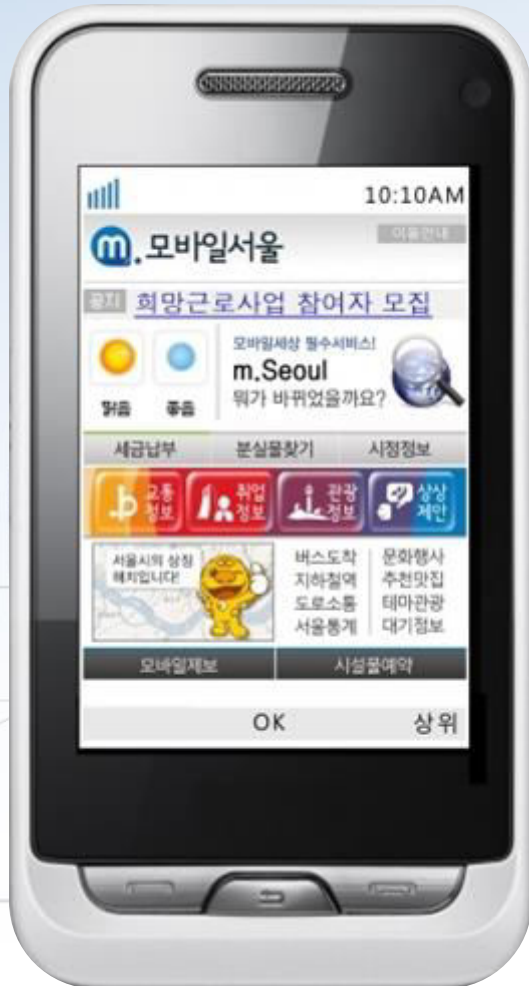 10:10AM
m.모바일서울
이용안내
공지 희망근로사업 참여자 모집
모바일세상 필수서비스!
m.Seoul
뭐가 바뀌었을까요?
맑음 좋음
세금납부 분실물찾기 시정정보
교통
정보
취업
정보
관광
정보
상상
제안
서울시의 상징
해치입니다!
버스도착 문화행사
지하철역 추천맛집
도로소통 테마관광
서울통계 대기정보
모바일제보 시설물예약
OK 상위